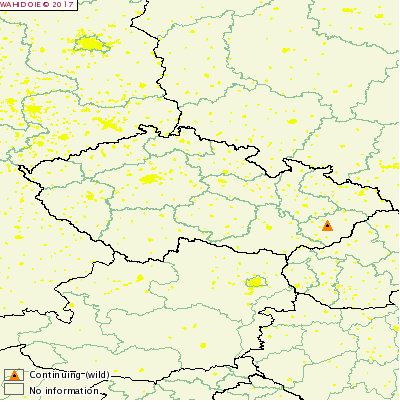 WAHID OIE © 2017
Continuing (wild)
No information